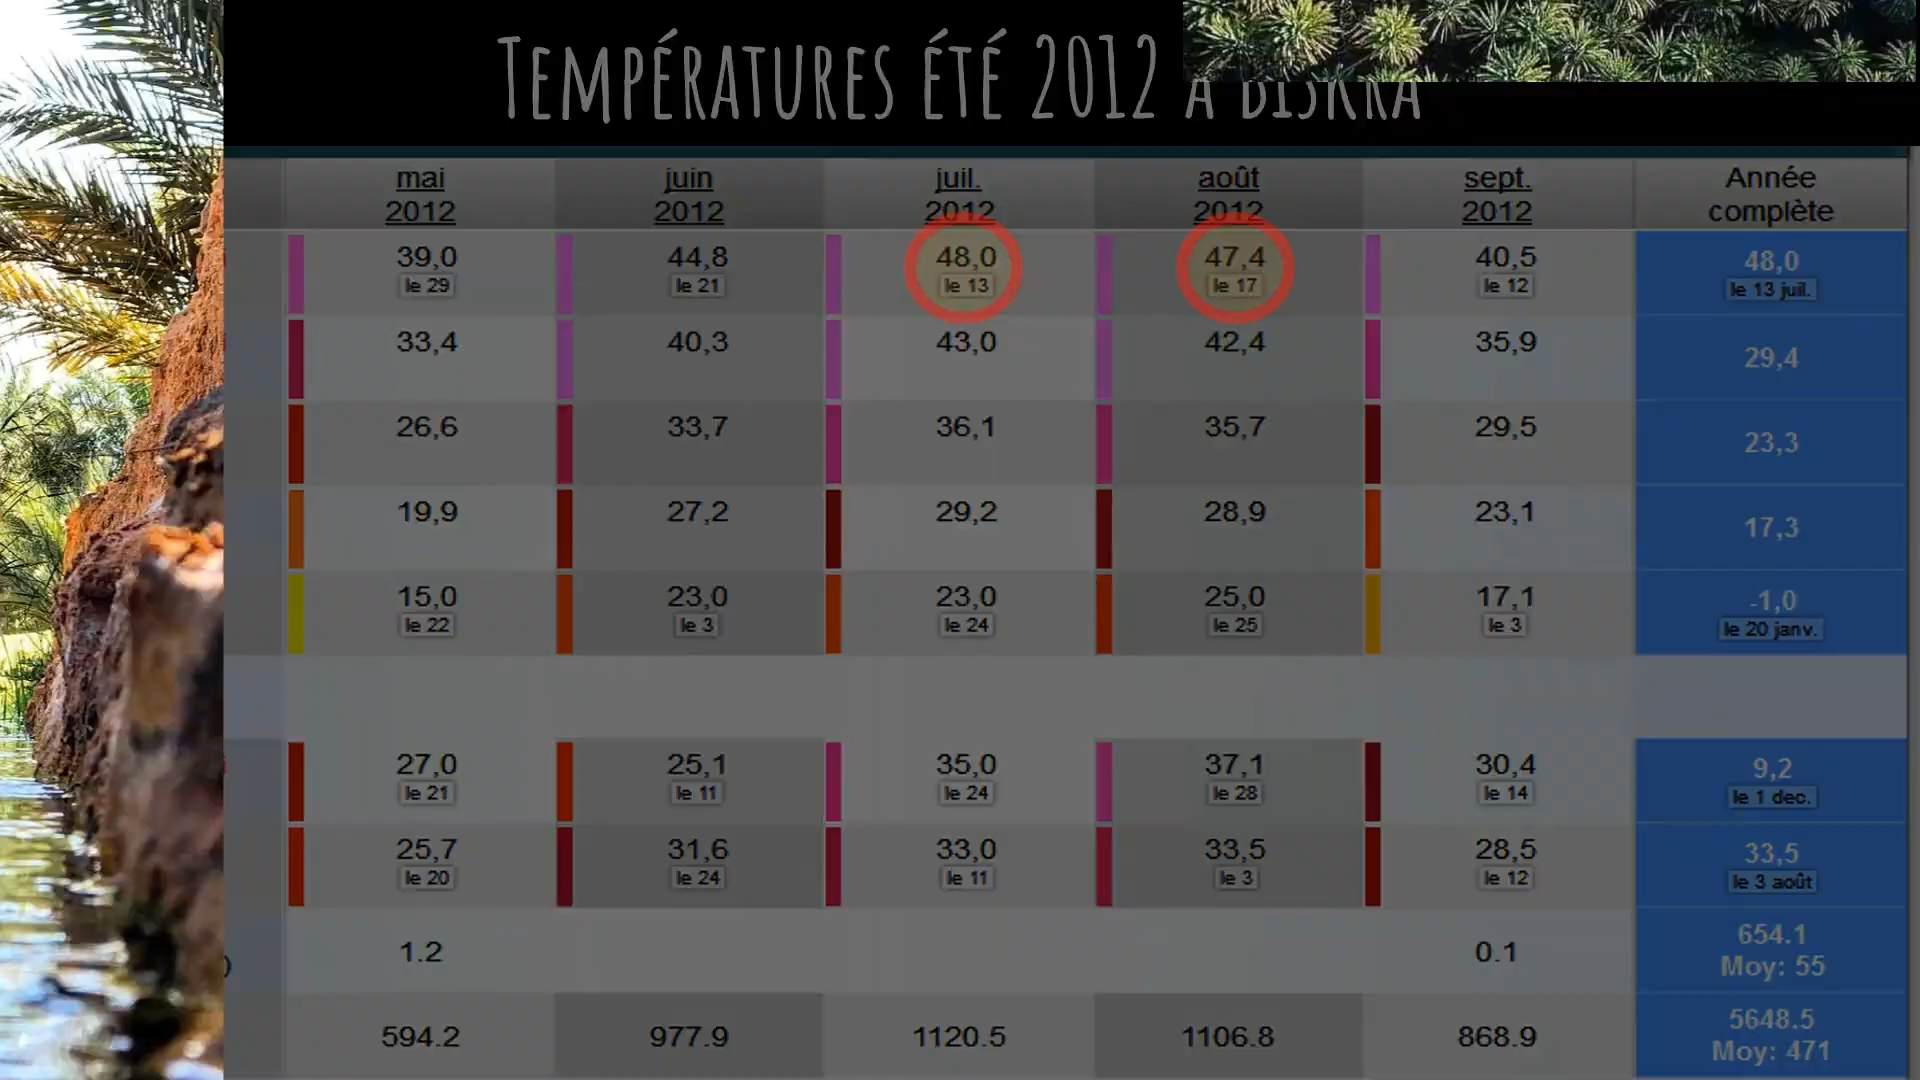 TEMPÉRATURES ÉTÉ 2012 À BISKRA
mai 2012 juin 2012 juil. 2012 août 2012 sept. 2012 Année complète
39,0 44,8 48,0 47,4 40,5 48,0
le 29 le 21 le 13 le 17 le 12 le 13 juil.
33,4 40,3 43,0 42,4 35,9 29,4
26,6 33,7 36,1 35,7 29,5 23,3
19,9 27,2 29,2 28,9 23,1 17,3
15,0 23,0 23,0 25,0 17,1 -1,0
le 22 le 3 le 24 le 25 le 3 le 20 janv.
27,0 25,1 35,0 37,1 30,4 9,2
le 21 le 11 le 24 le 28 le 14 le 1 dec.
25,7 31,6 33,0 33,5 28,5 33,5
le 20 le 24 le 11 le 3 le 12 le 3 août
1.2 0.1 654.1
Moy: 55
594.2 977.9 1120.5 1106.8 868.9 5648.5
Moy: 471